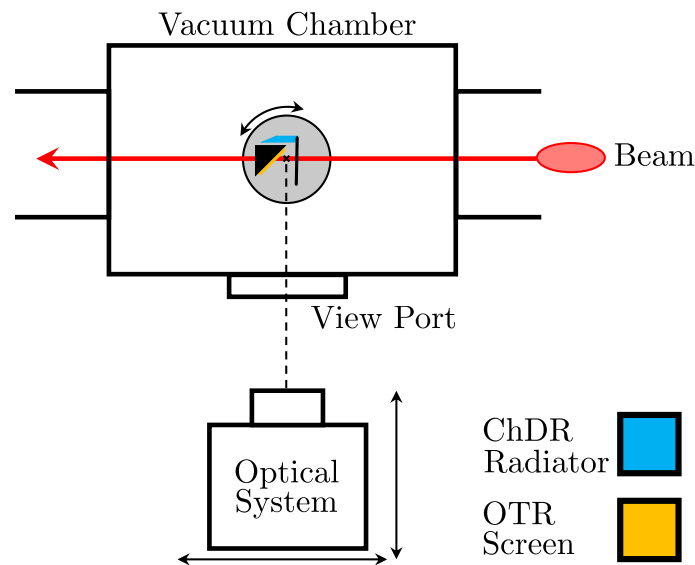 Vacuum Chamber
Beam
View Port
Optical
System
ChDR
Radiator
OTR
Screen